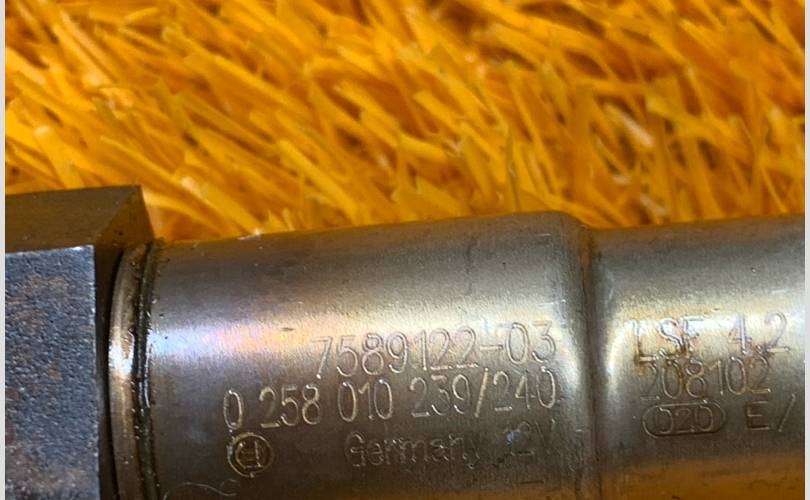 7589122-03
0 258 010 239/240
Germany 12V
LSF 4.2
208102
020 E/